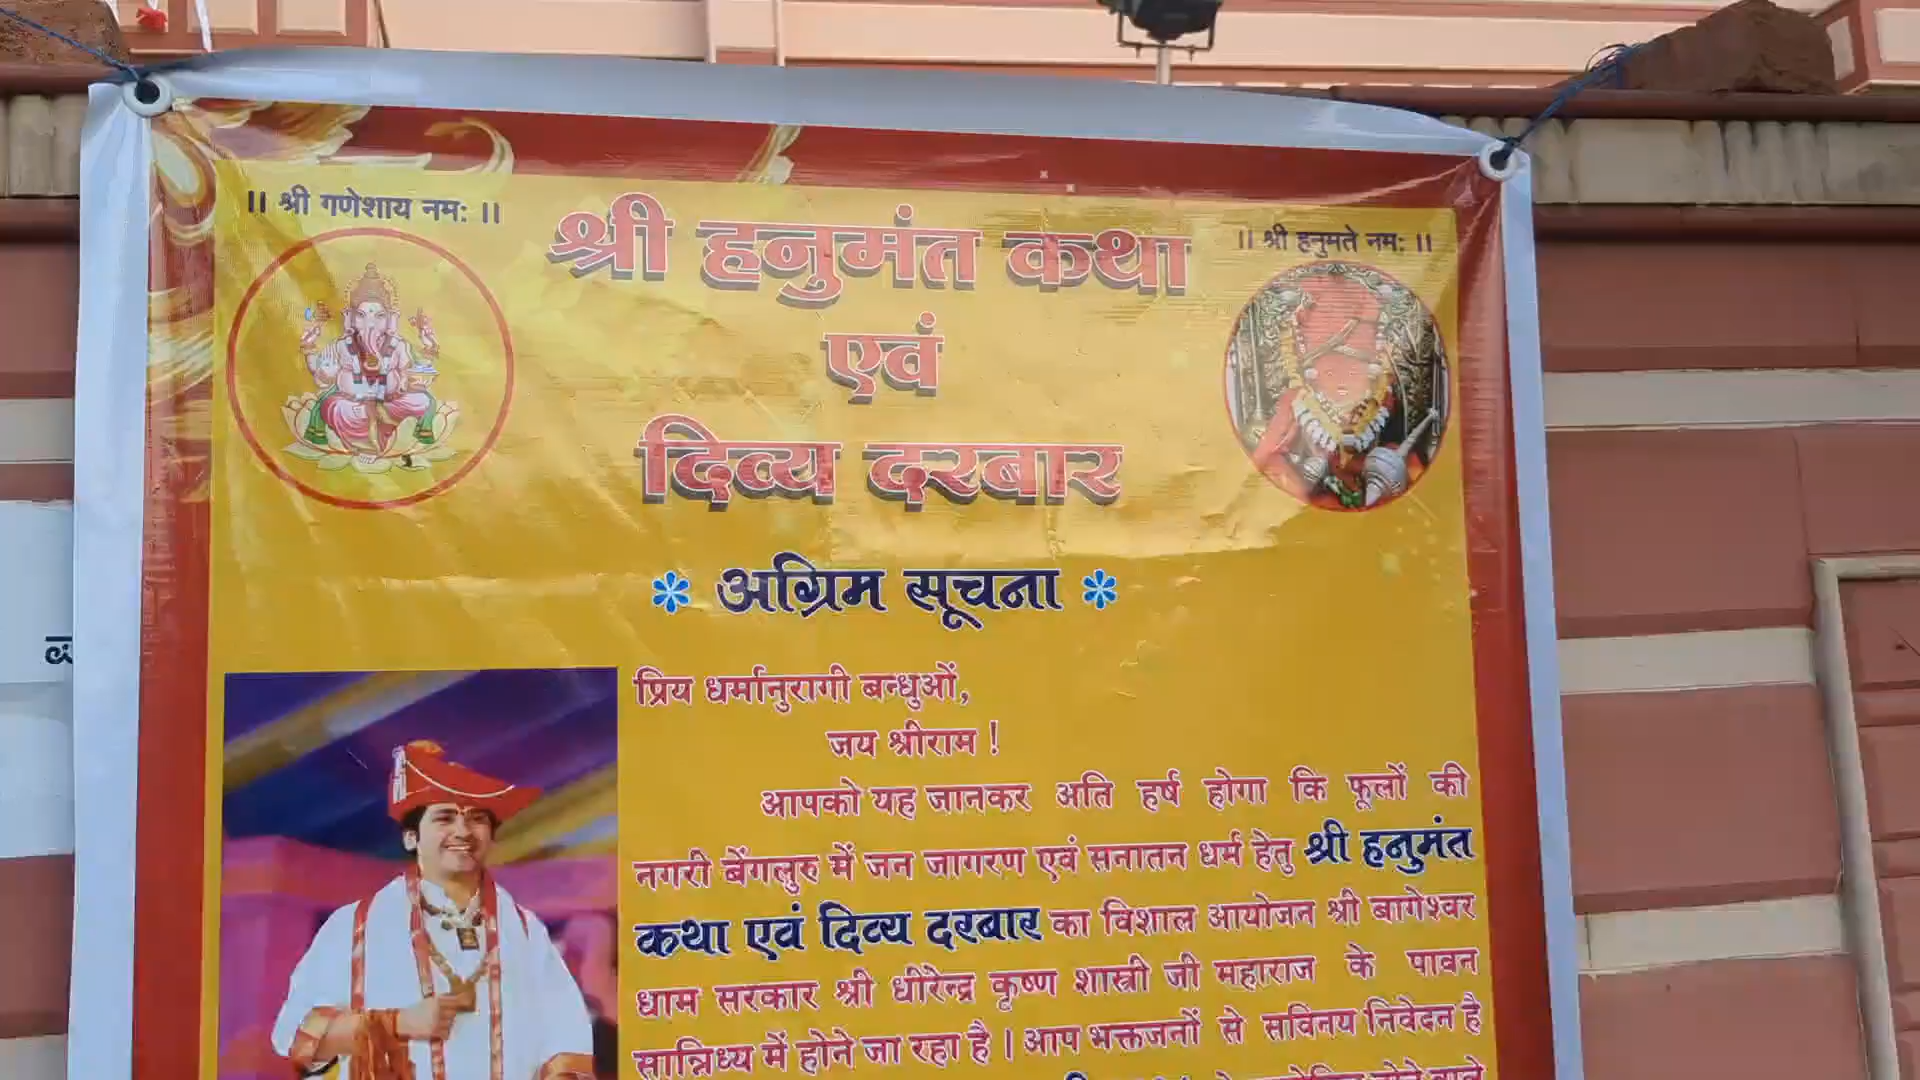 ।। श्री गणेशाय नमः ।।
श्री हनुमंत कथा
।। श्री हनुमते नमः ।।
एवं
दिव्य दरबार
अग्रिम सूचना
प्रिय धर्मानुरागी बन्धुओं,
जय श्रीराम !
आपको यह जानकर अति हर्ष होगा कि फूलों की
नगरी बेंगलुरु में जन जागरण एवं सनातन धर्म हेतु श्री हनुमंत
कथा एवं दिव्य दरबार का विशाल आयोजन श्री बागेश्वर
धाम सरकार श्री धीरेन्द्र कृष्ण शास्त्री जी महाराज के पावन
सान्निध्य में होने जा रहा है । आप भक्तजनों से सविनय निवेदन है